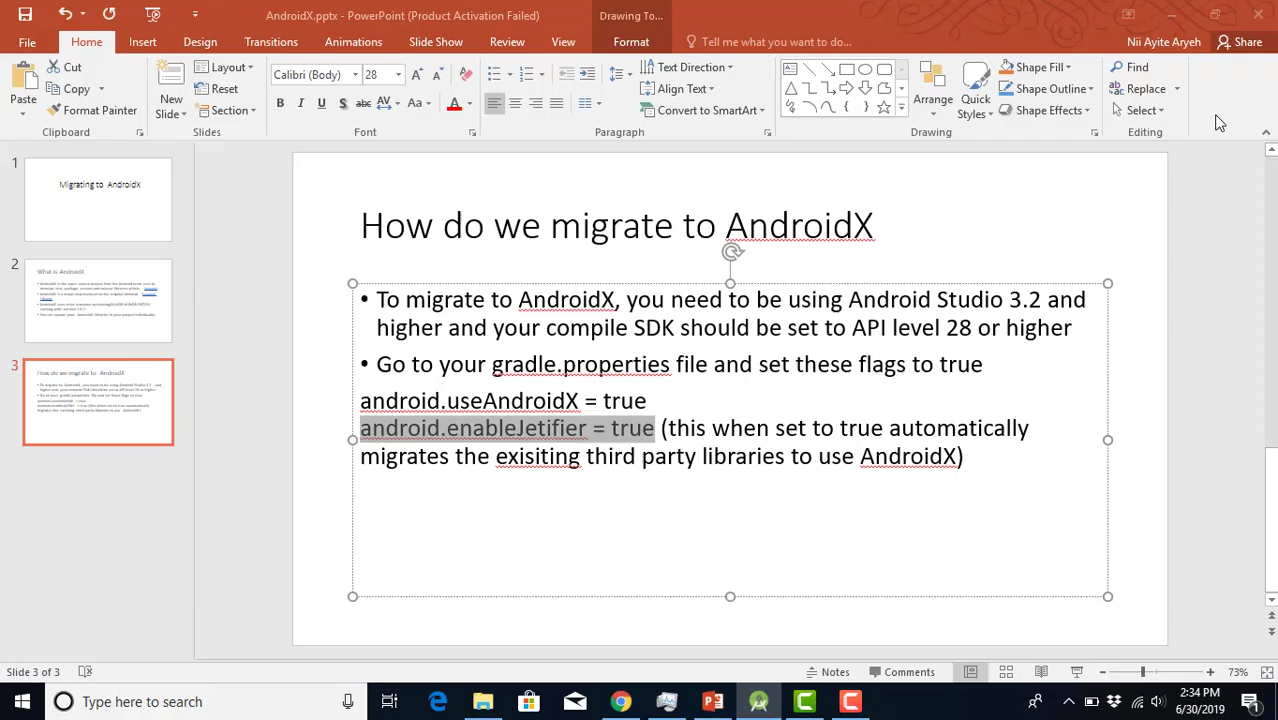 AndroidX.pptx - PowerPoint (Product Activation Failed)
Drawing To...
File
Home
Insert
Design
Transitions
Animations
Slide Show
Review
View
Format
Tell me what you want to do...
Nii Ayite Aryeh
Share
Paste
Cut
Copy
Format Painter
Clipboard
New
Slide
Layout
Reset
Section
Slides
Calibri (Body)
28
Font
Text Direction
Align Text
Convert to SmartArt
Paragraph
Arrange
Quick
Styles
Shape Fill
Shape Outline
Shape Effects
Drawing
Find
Replace
Select
Editing
1
Migrating to AndroidX
2
What is AndroidX
3
How do we migrate to AndroidX
How do we migrate to AndroidX
• To migrate to AndroidX, you need to be using Android Studio 3.2 and
higher and your compile SDK should be set to API level 28 or higher
• Go to your gradle.properties file and set these flags to true
android.useAndroidX = true
android.enableJetifier = true (this when set to true automatically
migrates the exisiting third party libraries to use AndroidX)
Slide 3 of 3
Notes
Comments
73%
Type here to search
2:34 PM
6/30/2019